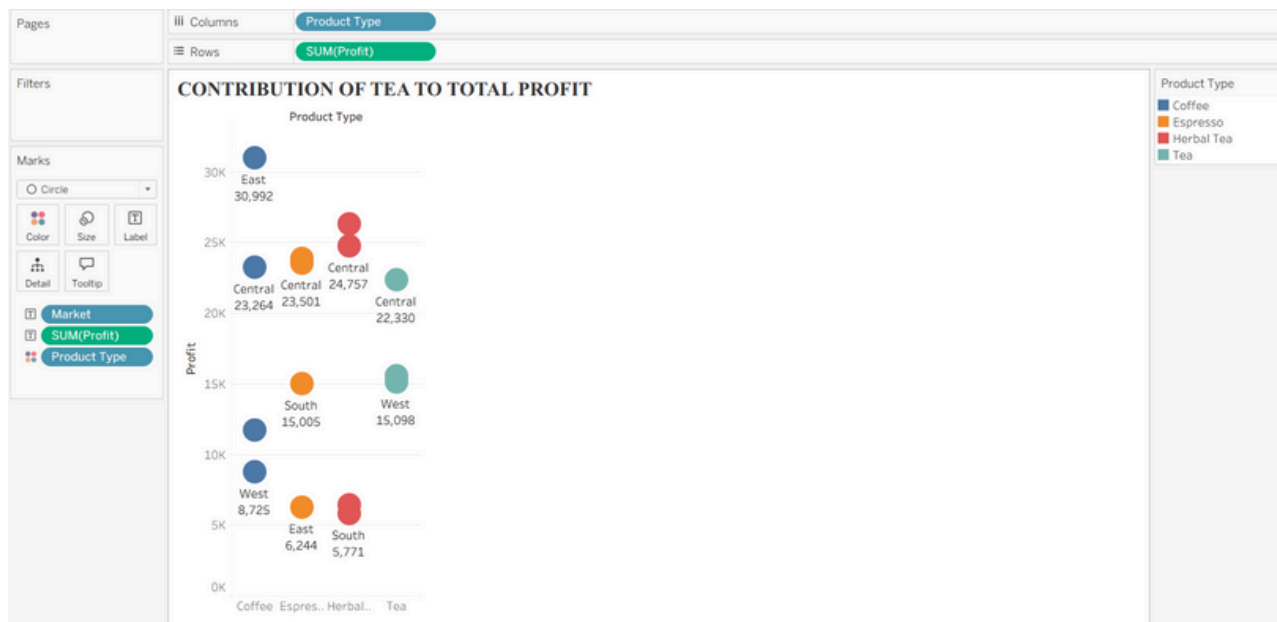 Pages
Columns
Product Type
Rows
SUM(Profit)
Filters
Marks
Circle
Color
Size
Label
Detail
Tooltip
Market
SUM(Profit)
Product Type
CONTRIBUTION OF TEA TO TOTAL PROFIT
Product Type
Profit
30K
25K
20K
15K
10K
5K
0K
East
30,992
Central
23,264
West
8,725
Central
23,501
South
15,005
East
6,244
Central
24,757
South
5,771
Central
22,330
West
15,098
Coffee
Espres..
Herbal..
Tea
Product Type
Coffee
Espresso
Herbal Tea
Tea